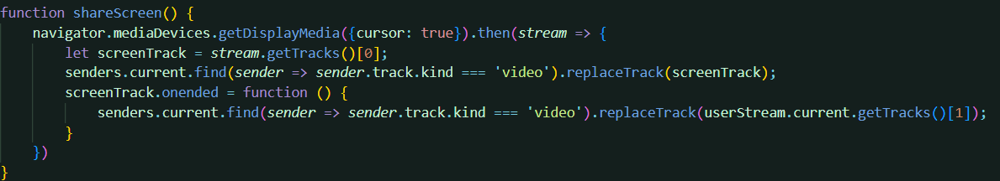 function shareScreen() {
navigator.mediaDevices.getDisplayMedia({cursor: true}).then(stream => {
let screenTrack = stream.getTracks()[0];
senders.current.find(sender => sender.track.kind === 'video').replaceTrack(screenTrack);
screenTrack.onended = function () {
senders.current.find(sender => sender.track.kind === 'video').replaceTrack(userStream.current.getTracks()[1]);
}
})
}